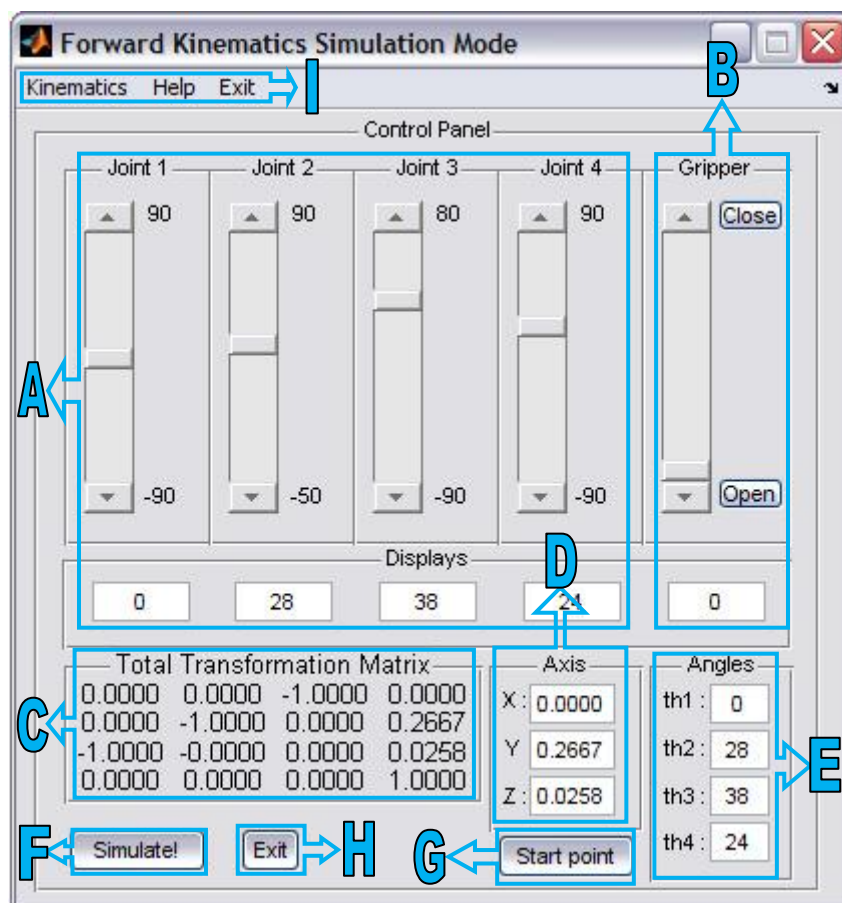 Forward Kinematics Simulation Mode
B
Kinematics Help Exit I
Control Panel
Joint 1 Joint 2 Joint 3 Joint 4 Gripper
90 90 80 90 Close
A
-90 -50 -90 -90 Open
Displays
D
0 28 38 24 0
Total Transformation Matrix Axis Angles
0.0000 0.0000 -1.0000 0.0000 X : 0.0000 th1 : 0
0.0000 -1.0000 0.0000 0.2667 Y 0.2667 th2 : 28
C
E
-1.0000 -0.0000 0.0000 0.0258 Z : 0.0258 th3 : 38
0.0000 0.0000 0.0000 1.0000
th4 : 24
F Simulate! Exit H G Start point